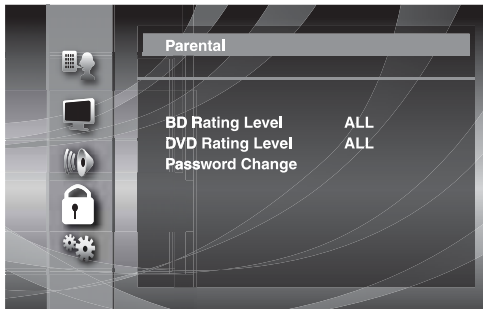 Parental
BD Rating Level ALL
DVD Rating Level ALL
Password Change